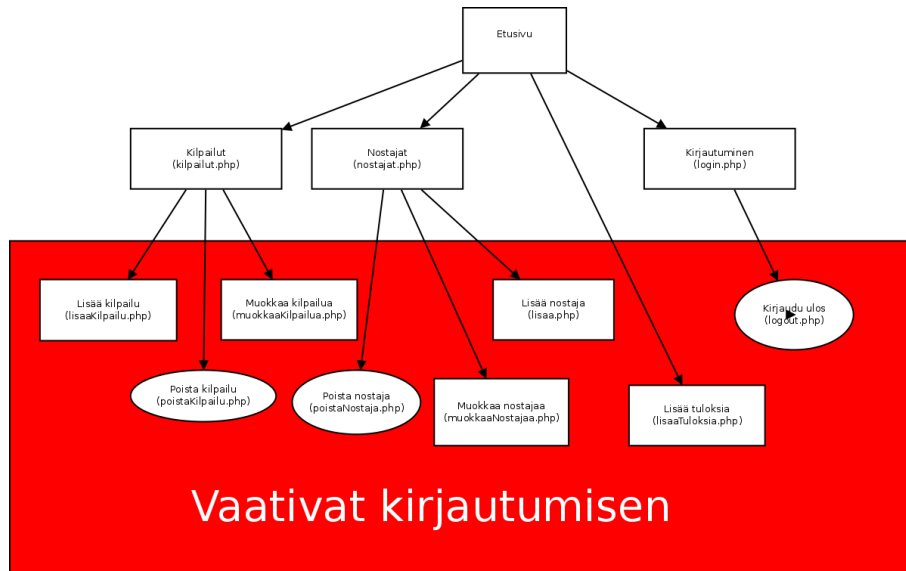 Etusivu
Kilpailut
(kilpailut.php)
Nostajat
(nostajat.php)
Kirjautuminen
(login.php)
Lisää kilpailu
(lisaaKilpailu.php)
Muokkaa kilpailua
(muokkaaKilpailua.php)
Lisää nostaja
(lisaa.php)
Kirjaudu ulos
(logout.php)
Poista kilpailu
(poistaKilpailu.php)
Poista nostaja
(poistaNostaja.php)
Muokkaa nostajaa
(muokkaaNostajaa.php)
Lisää tuloksia
(lisaaTuloksia.php)
Vaativat kirjautumisen